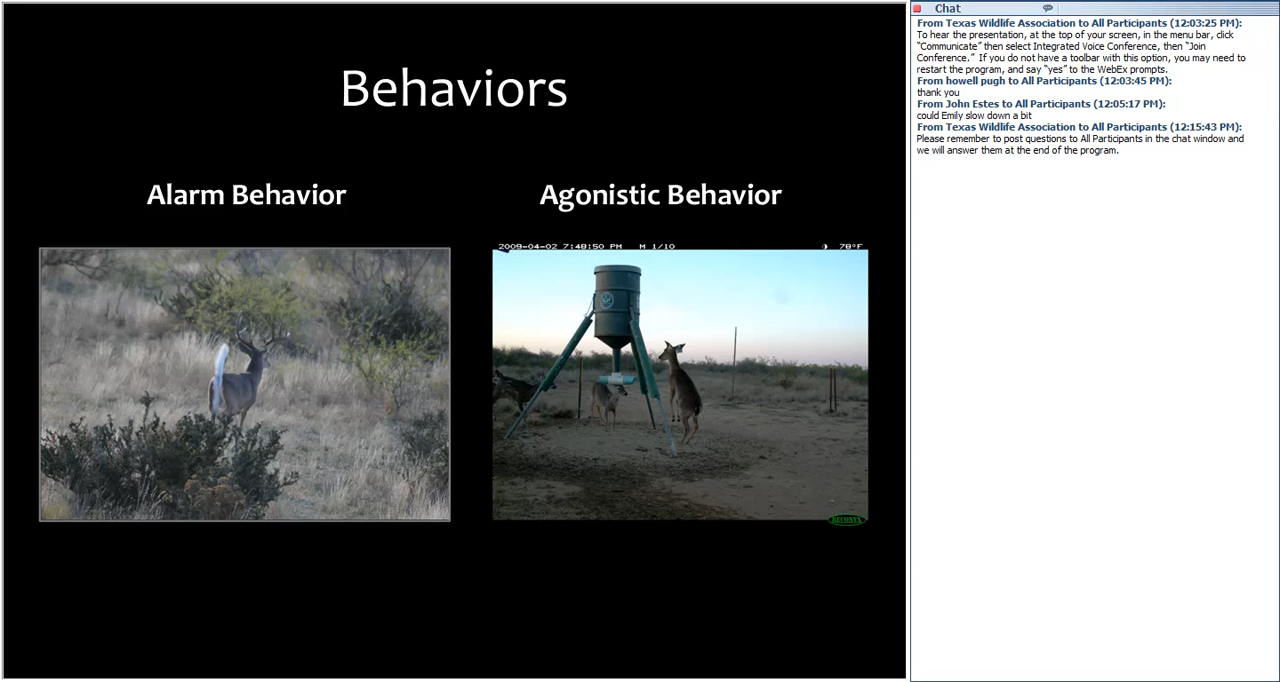 Behaviors
Alarm Behavior
Agonistic Behavior
2009-04-02 7:48:50 PM M 1/10 78°F
RECONYX
Chat
From Texas Wildlife Association to All Participants (12:03:25 PM):
To hear the presentation, at the top of your screen, in the menu bar, click
"Communicate" then select Integrated Voice Conference, then "Join
Conference." If you do not have a toolbar with this option, you may need to
restart the program, and say "yes" to the WebEx prompts.
From howell pugh to All Participants (12:03:45 PM):
thank you
From John Estes to All Participants (12:05:17 PM):
could Emily slow down a bit
From Texas Wildlife Association to All Participants (12:15:43 PM):
Please remember to post questions to All Participants in the chat window and
we will answer them at the end of the program.